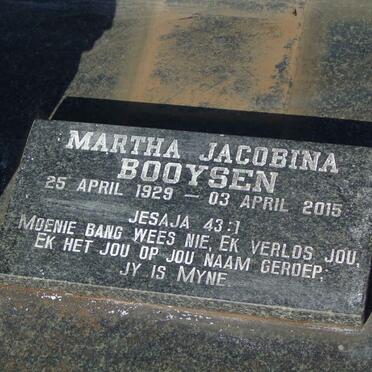 MARTHA JACOBINA
BOOYSEN
25 APRIL 1929 – 03 APRIL 2015
JESAJA 43:1
MOENIE BANG WEES NIE, EK VERLOS JOU,
EK HET JOU OP JOU NAAM GEROEP;
JY IS MYNE